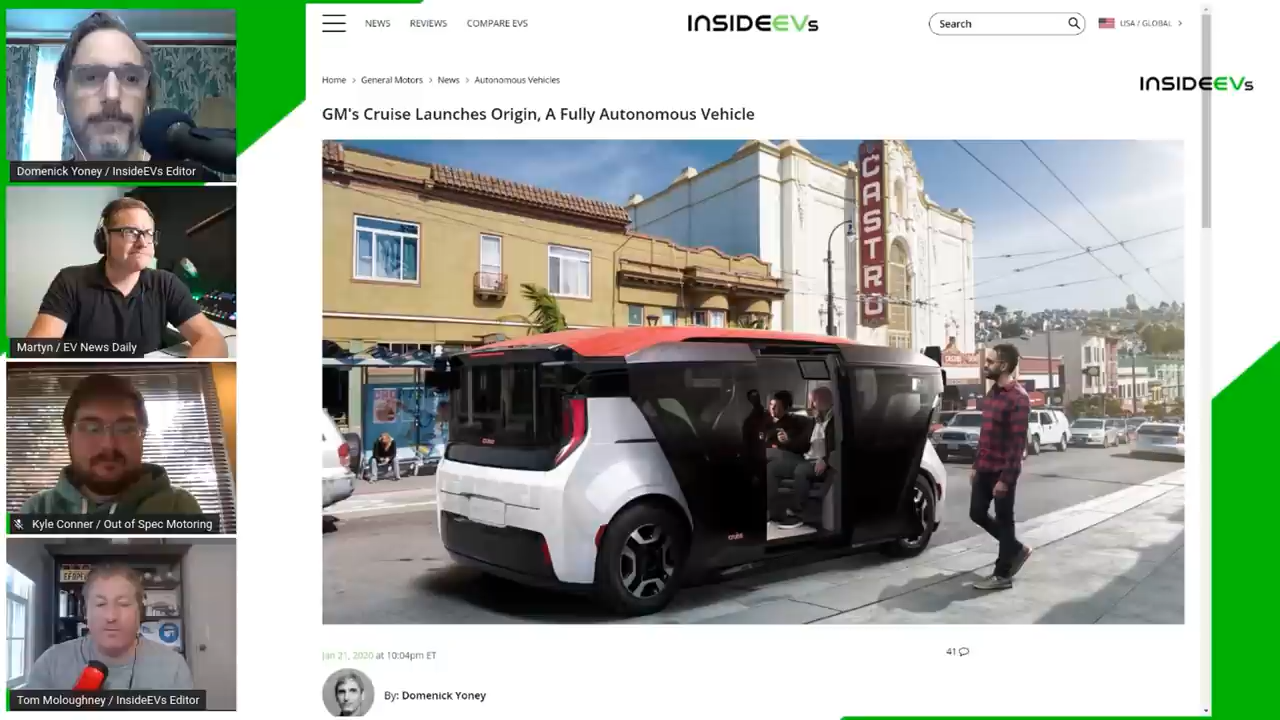 NEWS REVIEWS COMPARE EVS
INSIDEEVs
Search
USA / GLOBAL
INSIDEEVs
Home > General Motors > News > Autonomous Vehicles
GM's Cruise Launches Origin, A Fully Autonomous Vehicle
CASTRO
cruise
cruise
Jan 21, 2020 at 10:04pm ET
41
By: Domenick Yoney
Domenick Yoney / InsideEVs Editor
Martyn / EV News Daily
Kyle Conner / Out of Spec Motoring
Tom Moloughney / InsideEVs Editor